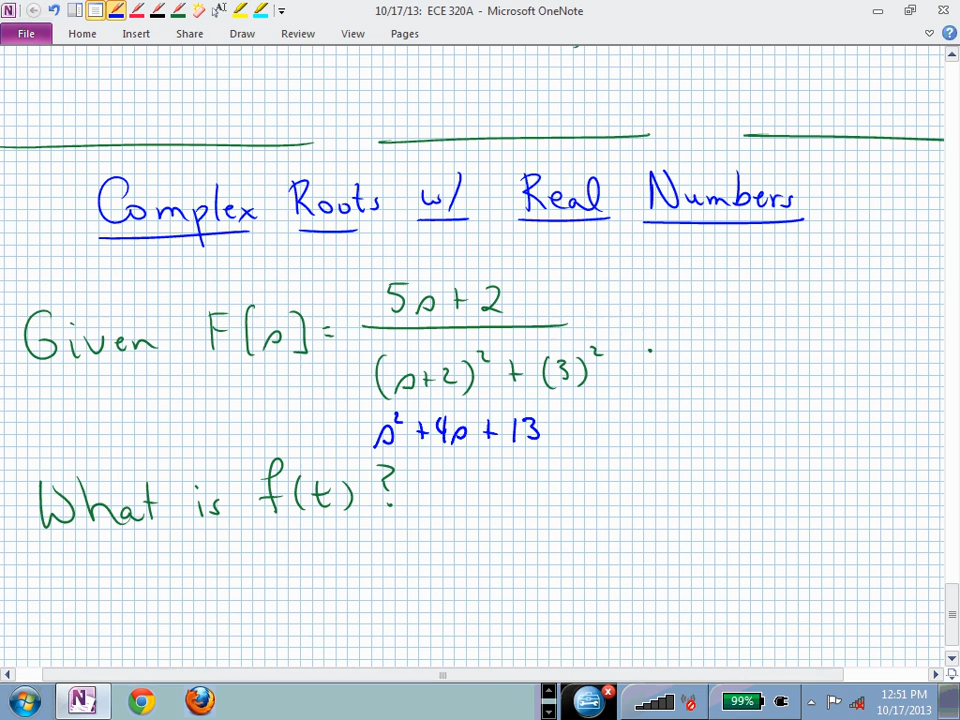 10/17/13: ECE 320A - Microsoft OneNote
File Home Insert Share Draw Review View Pages
Complex Roots w/ Real Numbers
Given F[s] = 5s + 2
(s+2)² + (3)²
s² + 4s + 13
What is f(t)?
99%
12:51 PM
10/17/2013